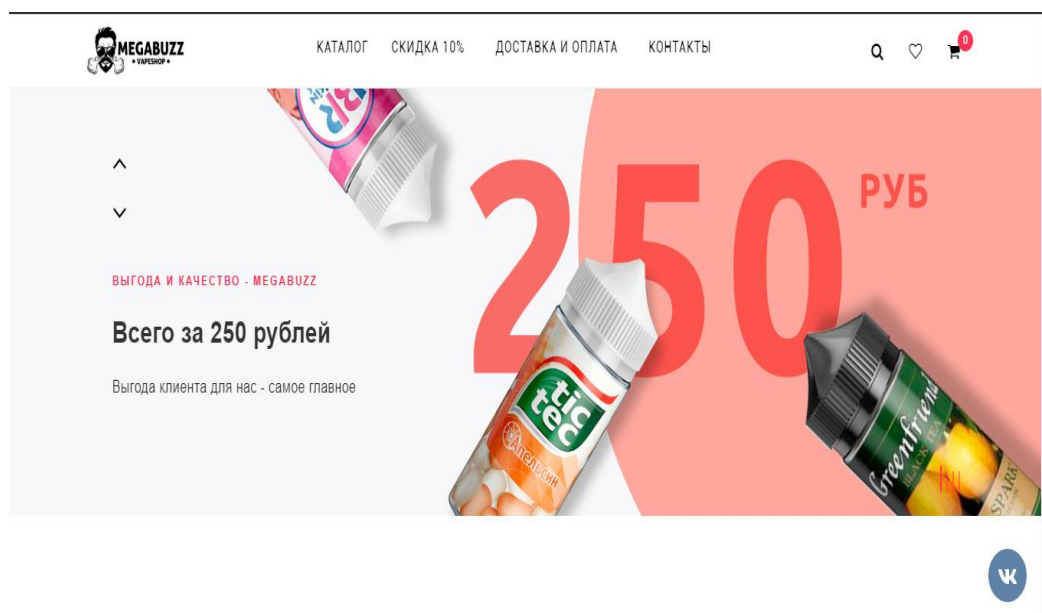 MEGABUZZ
• VAPESHOP •
КАТАЛОГ СКИДКА 10% ДОСТАВКА И ОПЛАТА КОНТАКТЫ
0
250 РУБ
ВЫГОДА И КАЧЕСТВО - MEGABUZZ
Всего за 250 рублей
Выгода клиента для нас - самое главное
tic
tec
Апельсин
Greenfriend
BLACK TEA